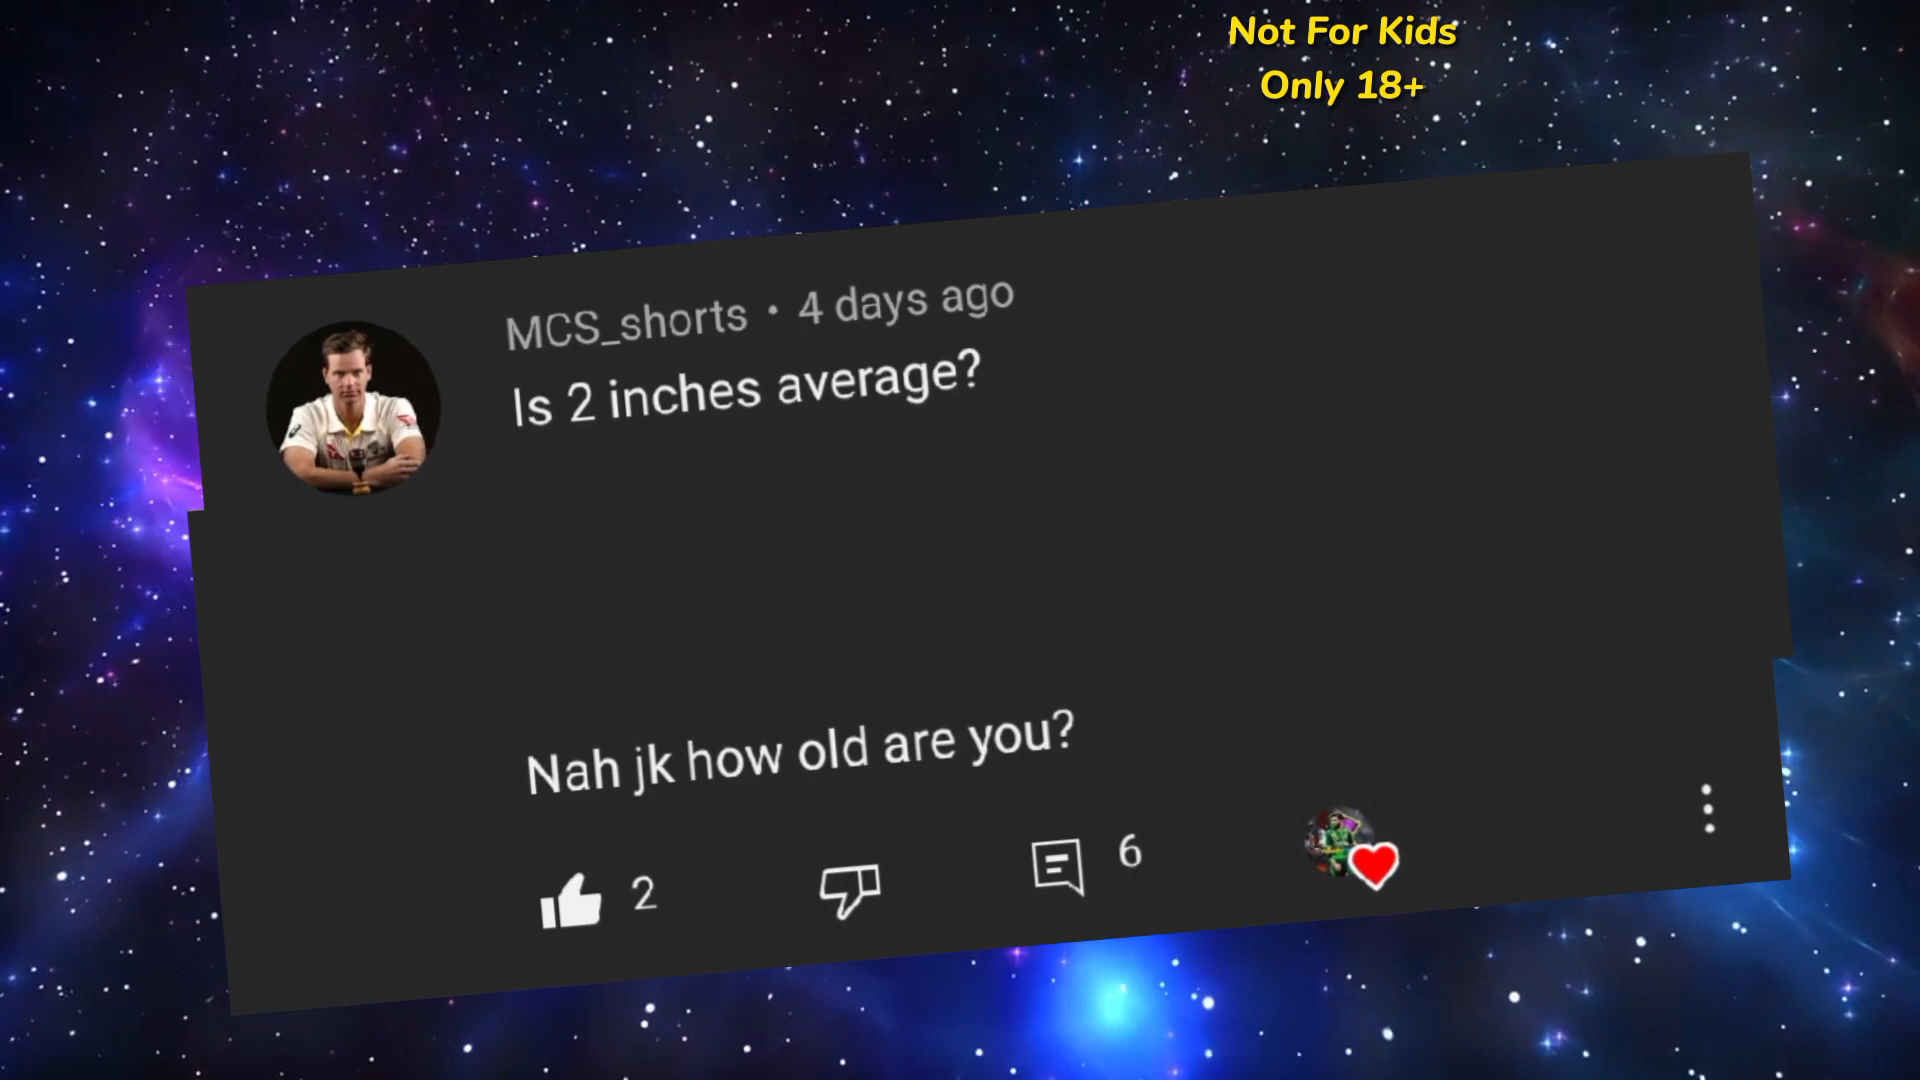 Not For Kids
Only 18+
MCS_shorts • 4 days ago
Is 2 inches average?
Nah jk how old are you?
2
6